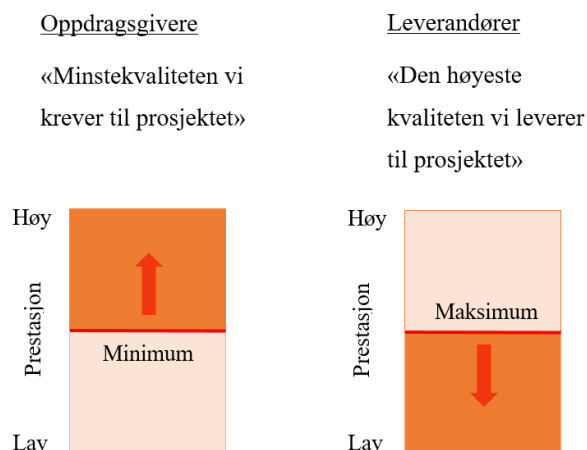 Oppdragsgivere
«Minstekvaliteten vi
krever til prosjektet»
Høy
Prestasjon
Minimum
Lav
Leverandører
«Den høyeste
kvaliteten vi leverer
til prosjektet»
Høy
Prestasjon
Maksimum
Lav